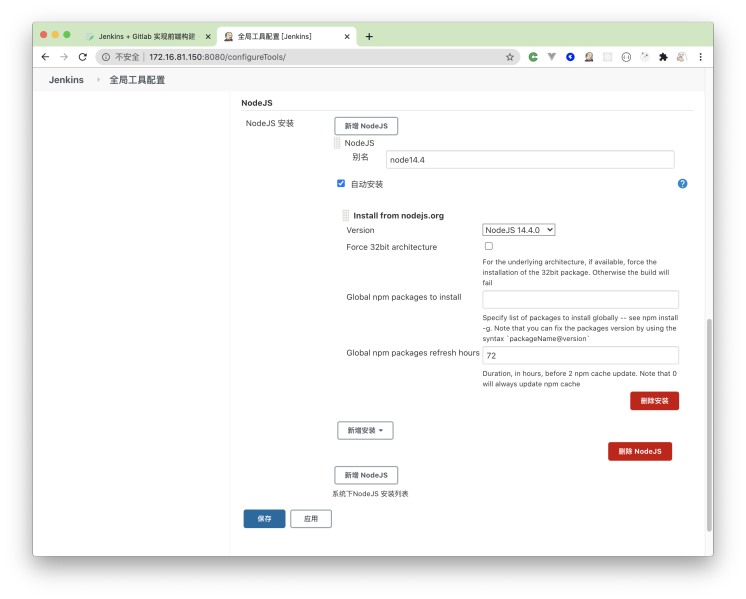 Jenkins + Gitlab 实现前端构建
全局工具配置 [Jenkins]
不安全 | 172.16.81.150:8080/configureTools/
Jenkins
全局工具配置
NodeJS
NodeJS 安装
新增 NodeJS
NodeJS
别名
node14.4
自动安装
Install from nodejs.org
Version
NodeJS 14.4.0
Force 32bit architecture
For the underlying architecture, if available, force the
installation of the 32bit package. Otherwise the build will
fail
Global npm packages to install
Specify list of packages to install globally -- see npm install
-g. Note that you can fix the packages version by using the
syntax `packageName@version`
Global npm packages refresh hours
72
Duration, in hours, before 2 npm cache update. Note that 0
will always update npm cache
删除安装
新增安装
删除 NodeJS
新增 NodeJS
系统下NodeJS 安装列表
保存
应用